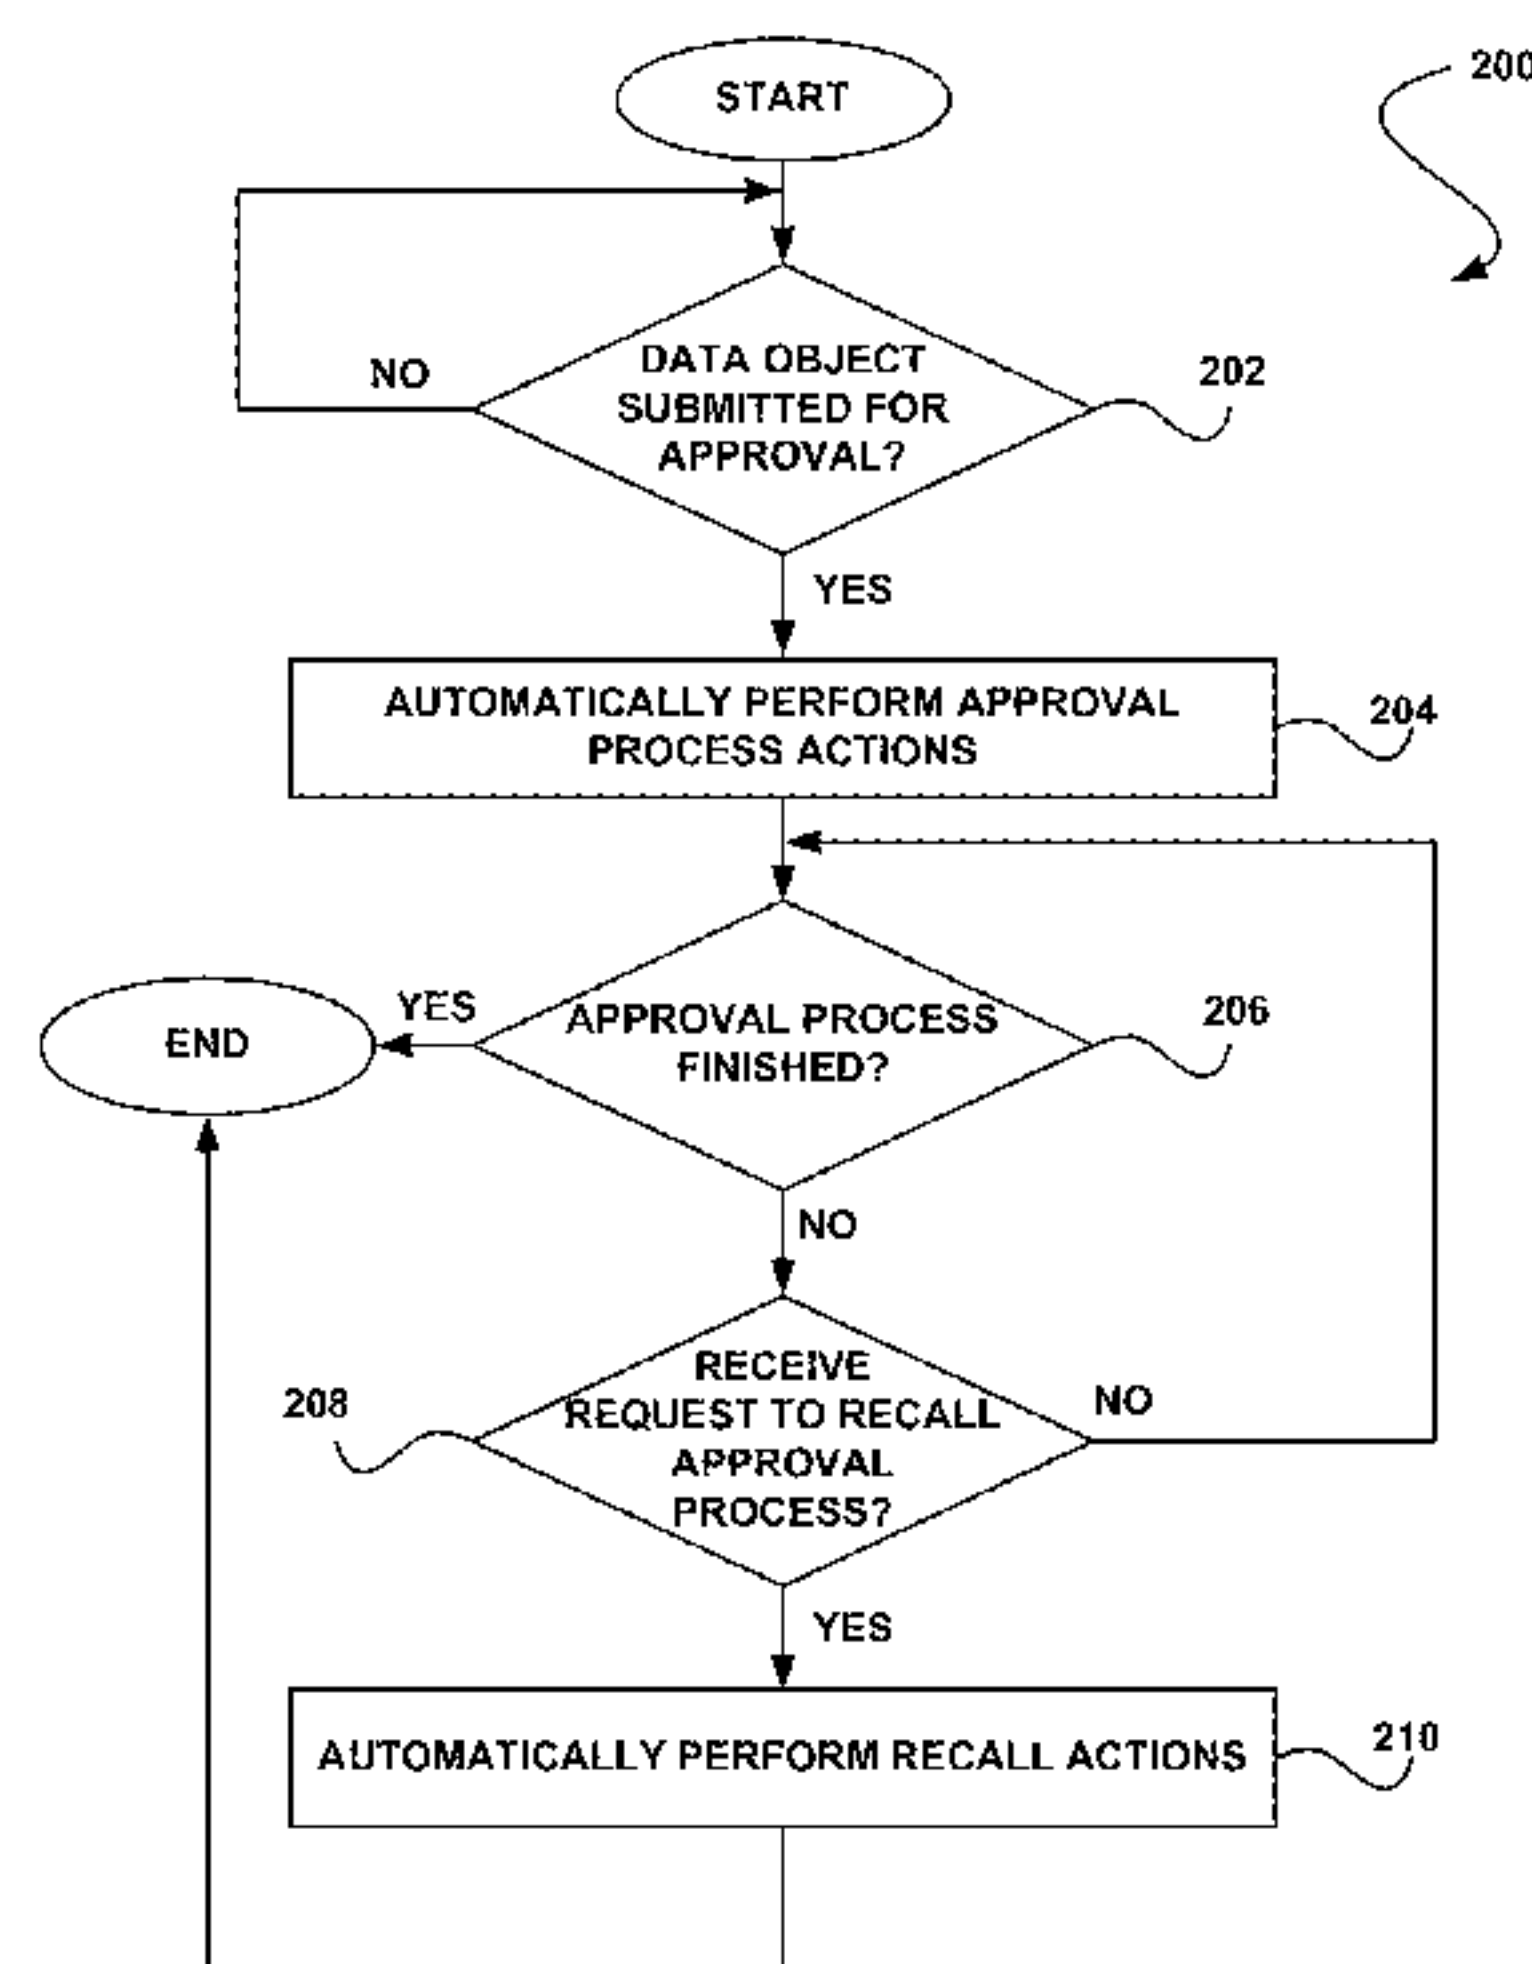 START
200
DATA OBJECT
SUBMITTED FOR
APPROVAL?
NO
202
YES
AUTOMATICALLY PERFORM APPROVAL
PROCESS ACTIONS
204
END
YES
APPROVAL PROCESS
FINISHED?
206
NO
208
RECEIVE
REQUEST TO RECALL
APPROVAL
PROCESS?
NO
YES
AUTOMATICALLY PERFORM RECALL ACTIONS
210